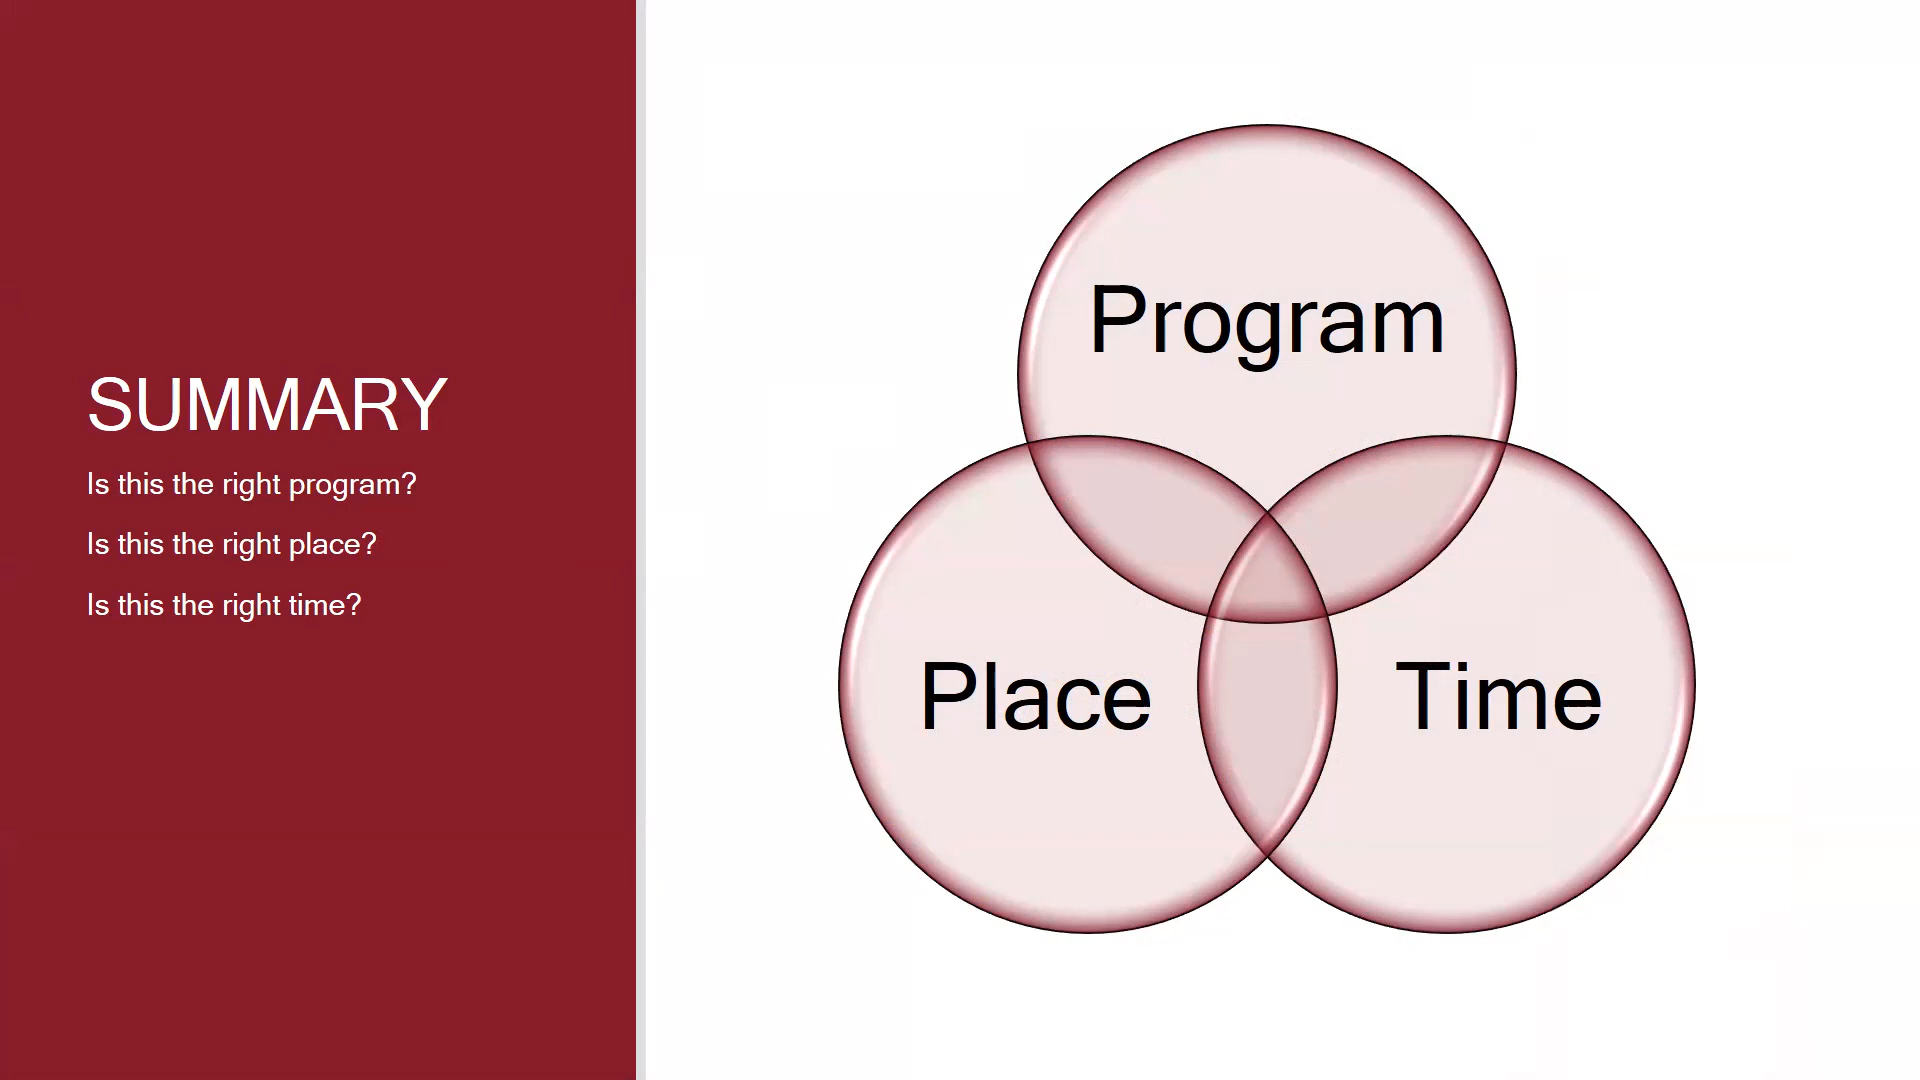 SUMMARY
Is this the right program?
Is this the right place?
Is this the right time?
Program
Place
Time